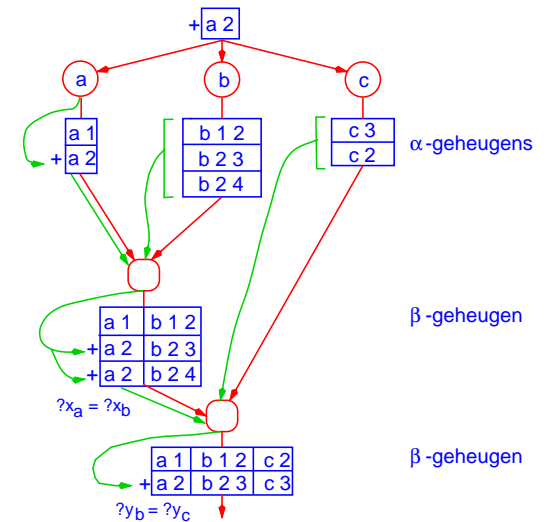 + a 2
a b c
a 1
+ a 2
b 1 2
b 2 3
b 2 4
c 3
c 2
α-geheugens
a 1 b 1 2
+ a 2 b 2 3
+ a 2 b 2 4
?xa = ?xb
β-geheugen
a 1 b 1 2 c 2
+ a 2 b 2 3 c 3
?yb = ?yc
β-geheugen